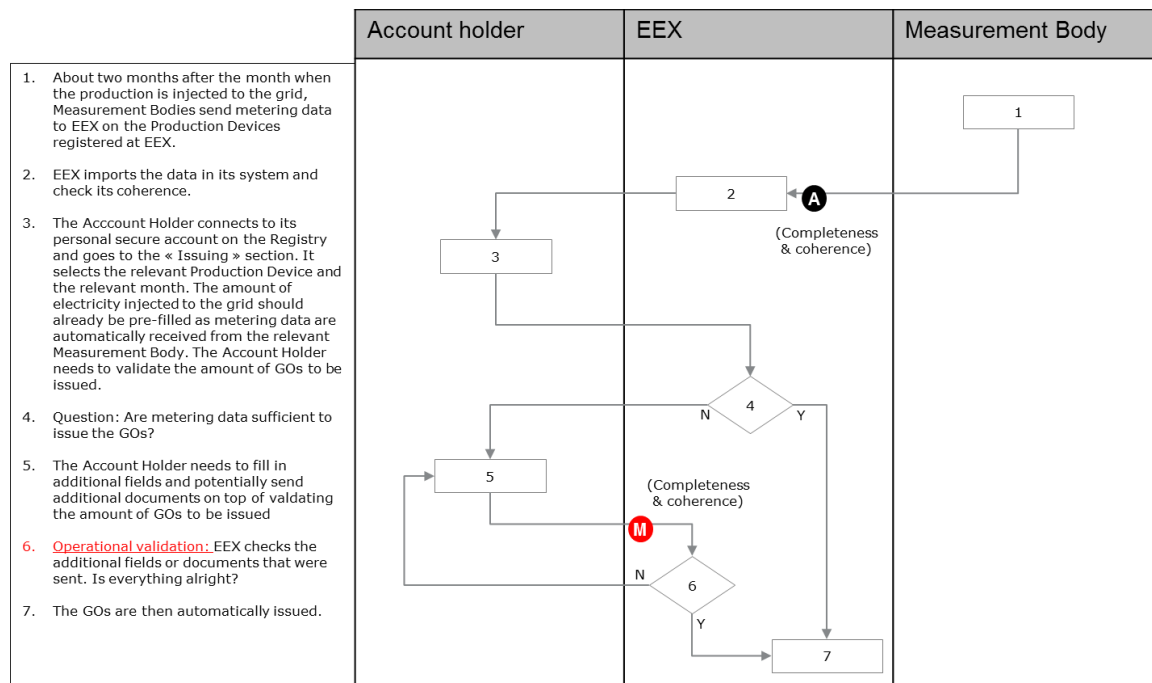 Account holder
EEX
Measurement Body
1. About two months after the month when
the production is injected to the grid,
Measurement Bodies send metering data
to EEX on the Production Devices
registered at EEX.
2. EEX imports the data in its system and
check its coherence.
3. The Acccount Holder connects to its
personal secure account on the Registry
and goes to the « Issuing » section. It
selects the relevant Production Device and
the relevant month. The amount of
electricity injected to the grid should
already be pre-filled as metering data are
automatically received from the relevant
Measurement Body. The Account Holder
needs to validate the amount of GOs to be
issued.
4. Question: Are metering data sufficient to
issue the GOs?
5. The Account Holder needs to fill in
additional fields and potentially send
additional documents on top of valdating
the amount of GOs to be issued
6. Operational validation: EEX checks the
additional fields or documents that were
sent. Is everything alright?
7. The GOs are then automatically issued.
1
2
A
(Completeness
& coherence)
3
4
N
Y
5
(Completeness
& coherence)
M
N
6
Y
7